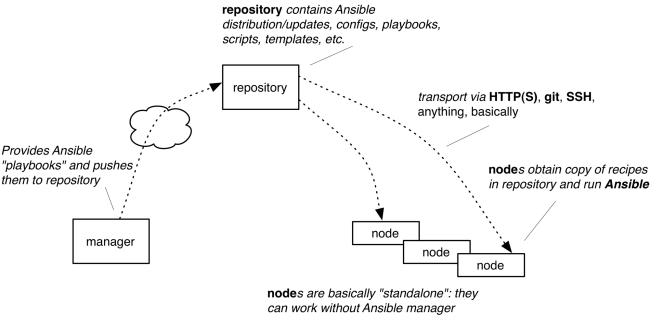 repository contains Ansible
distribution/updates, configs, playbooks,
scripts, templates, etc.
repository
transport via HTTP(S), git, SSH,
anything, basically
Provides Ansible
"playbooks" and pushes
them to repository
nodes obtain copy of recipes
in repository and run Ansible
manager
node
node
node
nodes are basically "standalone": they
can work without Ansible manager